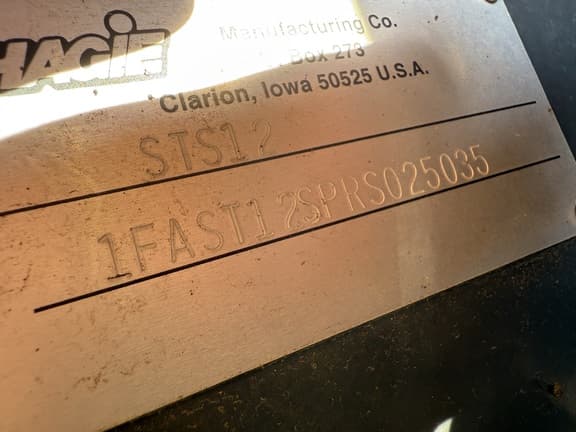 HAGIE
Manufacturing Co.
Box 273
Clarion, Iowa 50525 U.S.A.
STS12
1FAST12SPRS025035